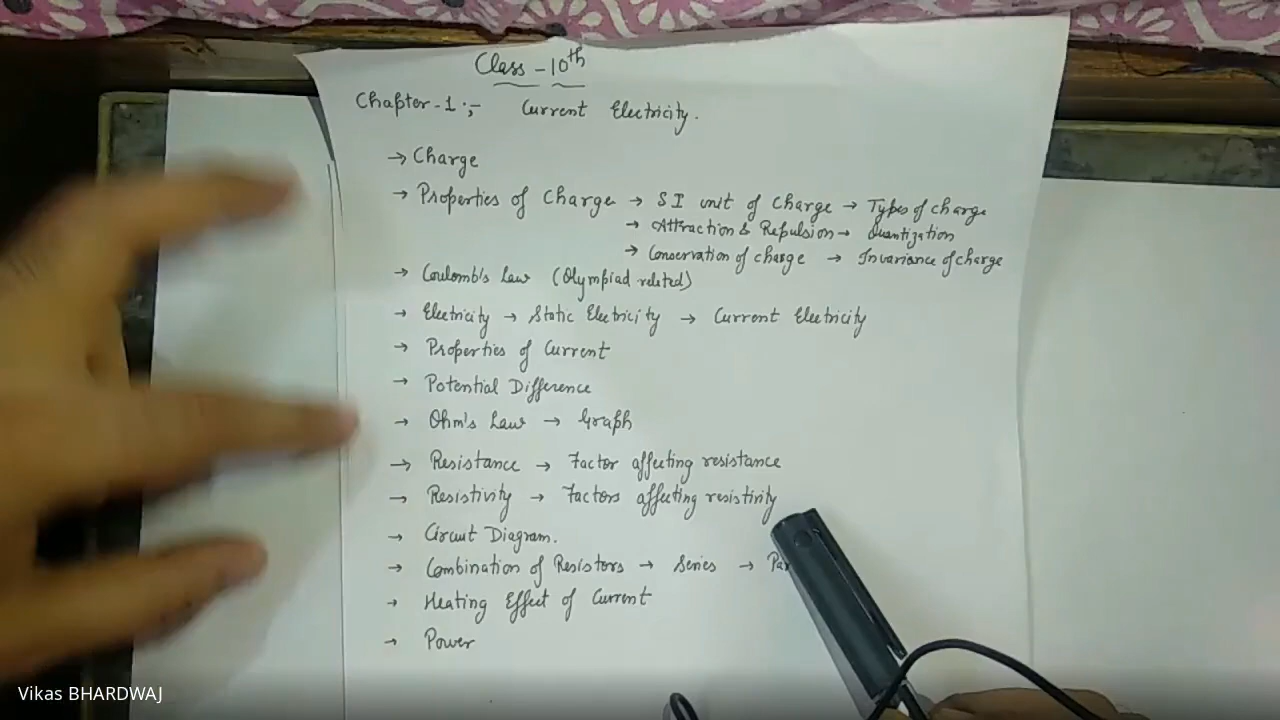 Class - 10th
Chapter-1 :- Current Electricity.
→ Charge
→ Properties of Charge → SI unit of Charge → Types of charge
→ Attraction & Repulsion → Quantization
→ Conservation of charge → Invariance of charge
→ Coulomb's Law (Olympiad related)
→ Electricity → Static Electricity → Current Electricity
→ Properties of Current
→ Potential Difference
→ Ohm's Law → Graph
→ Resistance → Factor affecting resistance
→ Resistivity → Factors affecting resistivity
→ Circuit Diagram.
→ Combination of Resistors → Series →
→ Heating Effect of Current
→ Power
Vikas BHARDWAJ